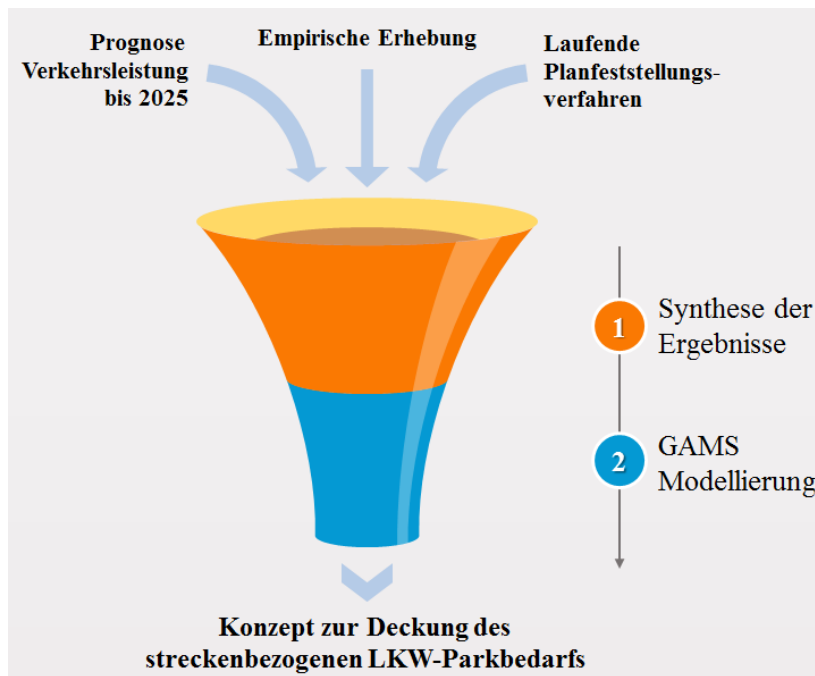 Prognose
Verkehrsleistung
bis 2025
Empirische Erhebung
Laufende
Planfeststellungs-
verfahren
1
Synthese der
Ergebnisse
2
GAMS
Modellierung
Konzept zur Deckung des
streckenbezogenen LKW-Parkbedarfs